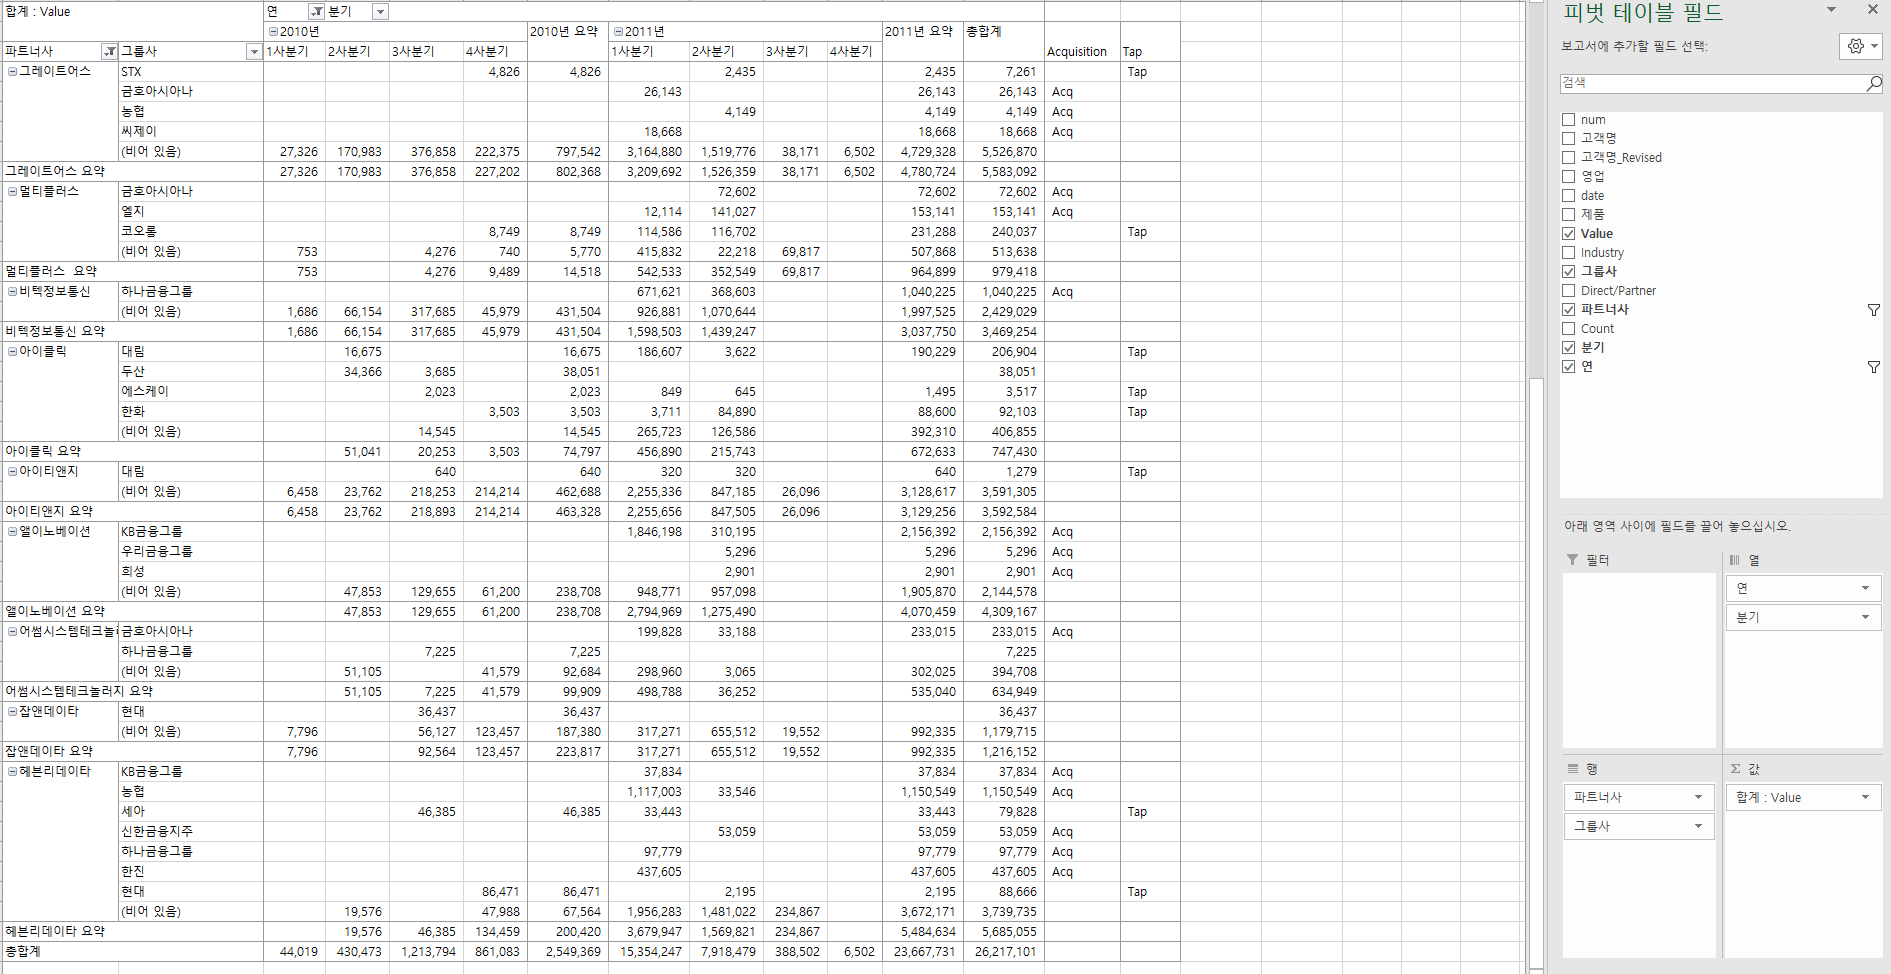 합계 : Value 연 분기
2010년 2010년 요약 2011년 2011년 요약 총합계
파트너사 그룹사 1사분기 2사분기 3사분기 4사분기 1사분기 2사분기 3사분기 4사분기 Acquisition Tap
그레이트어스 STX 4,826 4,826 2,435 2,435 7,261 Tap
금호아시아나 26,143 26,143 26,143 Acq
농협 4,149 4,149 4,149 Acq
씨제이 18,668 18,668 18,668 Acq
(비어 있음) 27,326 170,983 376,858 222,375 797,542 3,164,880 1,519,776 38,171 6,502 4,729,328 5,526,870
그레이트어스 요약 27,326 170,983 376,858 227,202 802,368 3,209,692 1,526,359 38,171 6,502 4,780,724 5,583,092
멀티플러스 금호아시아나 72,602 72,602 72,602 Acq
엘지 12,114 141,027 153,141 153,141 Acq
코오롱 8,749 8,749 114,586 116,702 231,288 240,037 Tap
(비어 있음) 753 4,276 740 5,770 415,832 22,218 69,817 507,868 513,638
멀티플러스 요약 753 4,276 9,489 14,518 542,533 352,549 69,817 964,899 979,418
비텍정보통신 하나금융그룹 671,621 368,603 1,040,225 1,040,225 Acq
(비어 있음) 1,686 66,154 317,685 45,979 431,504 926,881 1,070,644 1,997,525 2,429,029
비텍정보통신 요약 1,686 66,154 317,685 45,979 431,504 1,598,503 1,439,247 3,037,750 3,469,254
아이클릭 대림 16,675 16,675 186,607 3,622 190,229 206,904 Tap
두산 34,366 3,685 38,051 38,051
에스케이 2,023 2,023 849 645 1,495 3,517 Tap
한화 3,503 3,503 3,711 84,890 88,600 92,103 Tap
(비어 있음) 14,545 14,545 265,723 126,586 392,310 406,855
아이클릭 요약 51,041 20,253 3,503 74,797 456,890 215,743 672,633 747,430
아이티앤지 대림 640 640 320 320 640 1,279 Tap
(비어 있음) 6,458 23,762 218,253 214,214 462,688 2,255,336 847,185 26,096 3,128,617 3,591,305
아이티앤지 요약 6,458 23,762 218,893 214,214 463,328 2,255,656 847,505 26,096 3,129,256 3,592,584
앨이노베이션 KB금융그룹 1,846,198 310,195 2,156,392 2,156,392 Acq
우리금융그룹 5,296 5,296 5,296 Acq
희성 2,901 2,901 2,901 Acq
(비어 있음) 47,853 129,655 61,200 238,708 948,771 957,098 1,905,870 2,144,578
앨이노베이션 요약 47,853 129,655 61,200 238,708 2,794,969 1,275,490 4,070,459 4,309,167
어썸시스템테크놀 금호아시아나 199,828 33,188 233,015 233,015 Acq
하나금융그룹 7,225 7,225 7,225
(비어 있음) 51,105 41,579 92,684 298,960 3,065 302,025 394,708
어썸시스템테크놀러지 요약 51,105 7,225 41,579 99,909 498,788 36,252 535,040 634,949
잡앤데이타 현대 36,437 36,437 36,437
(비어 있음) 7,796 56,127 123,457 187,380 317,271 655,512 19,552 992,335 1,179,715
잡앤데이타 요약 7,796 92,564 123,457 223,817 317,271 655,512 19,552 992,335 1,216,152
헤븐리데이타 KB금융그룹 37,834 37,834 37,834 Acq
농협 1,117,003 33,546 1,150,549 1,150,549 Acq
세아 46,385 46,385 33,443 33,443 79,828 Tap
신한금융지주 53,059 53,059 53,059 Acq
하나금융그룹 97,779 97,779 97,779 Acq
한진 437,605 437,605 437,605 Acq
현대 86,471 86,471 2,195 2,195 88,666 Tap
(비어 있음) 19,576 47,988 67,564 1,956,283 1,481,022 234,867 3,672,171 3,739,735
헤븐리데이타 요약 19,576 46,385 134,459 200,420 3,679,947 1,569,821 234,867 5,484,634 5,685,055
총합계 44,019 430,473 1,213,794 861,083 2,549,369 15,354,247 7,918,479 388,502 6,502 23,667,731 26,217,101
피벗 테이블 필드
보고서에 추가할 필드 선택:
검색
num
고객명
고객명_Revised
영업
date
제품
Value
Industry
그룹사
Direct/Partner
파트너사
Count
분기
연
아래 영역 사이에 필드를 끌어 놓으십시오.
필터
열
연
분기
행
파트너사
그룹사
Σ 값
합계 : Value